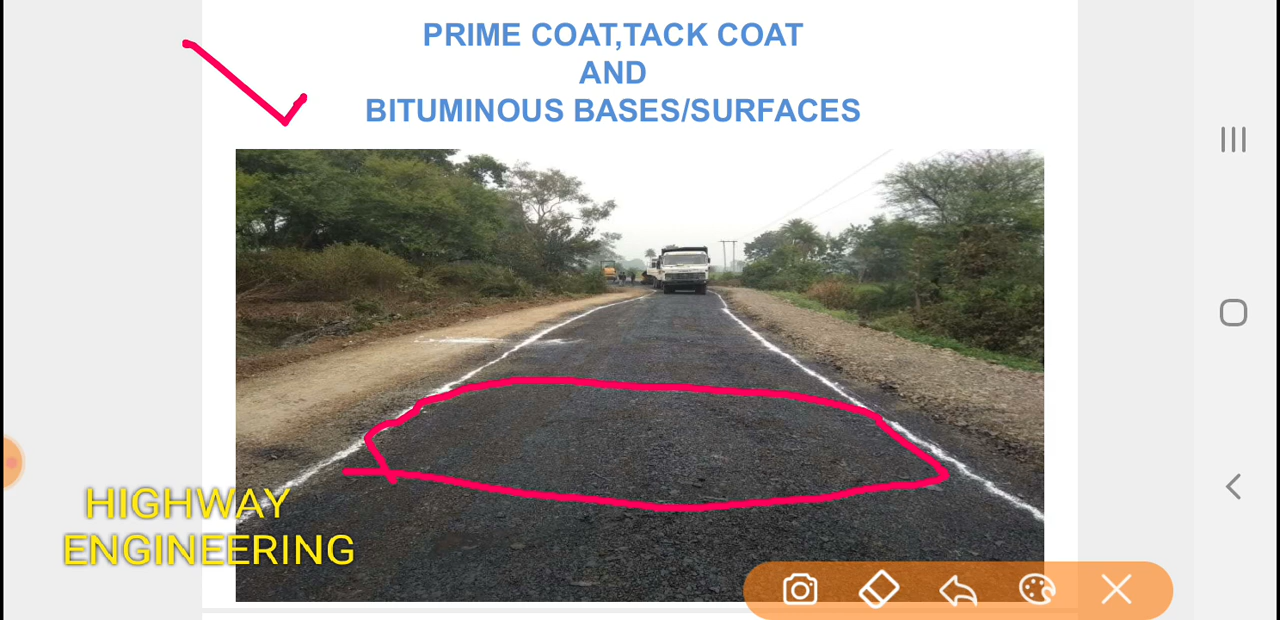 PRIME COAT,TACK COAT
AND
BITUMINOUS BASES/SURFACES
HIGHWAY
ENGINEERING